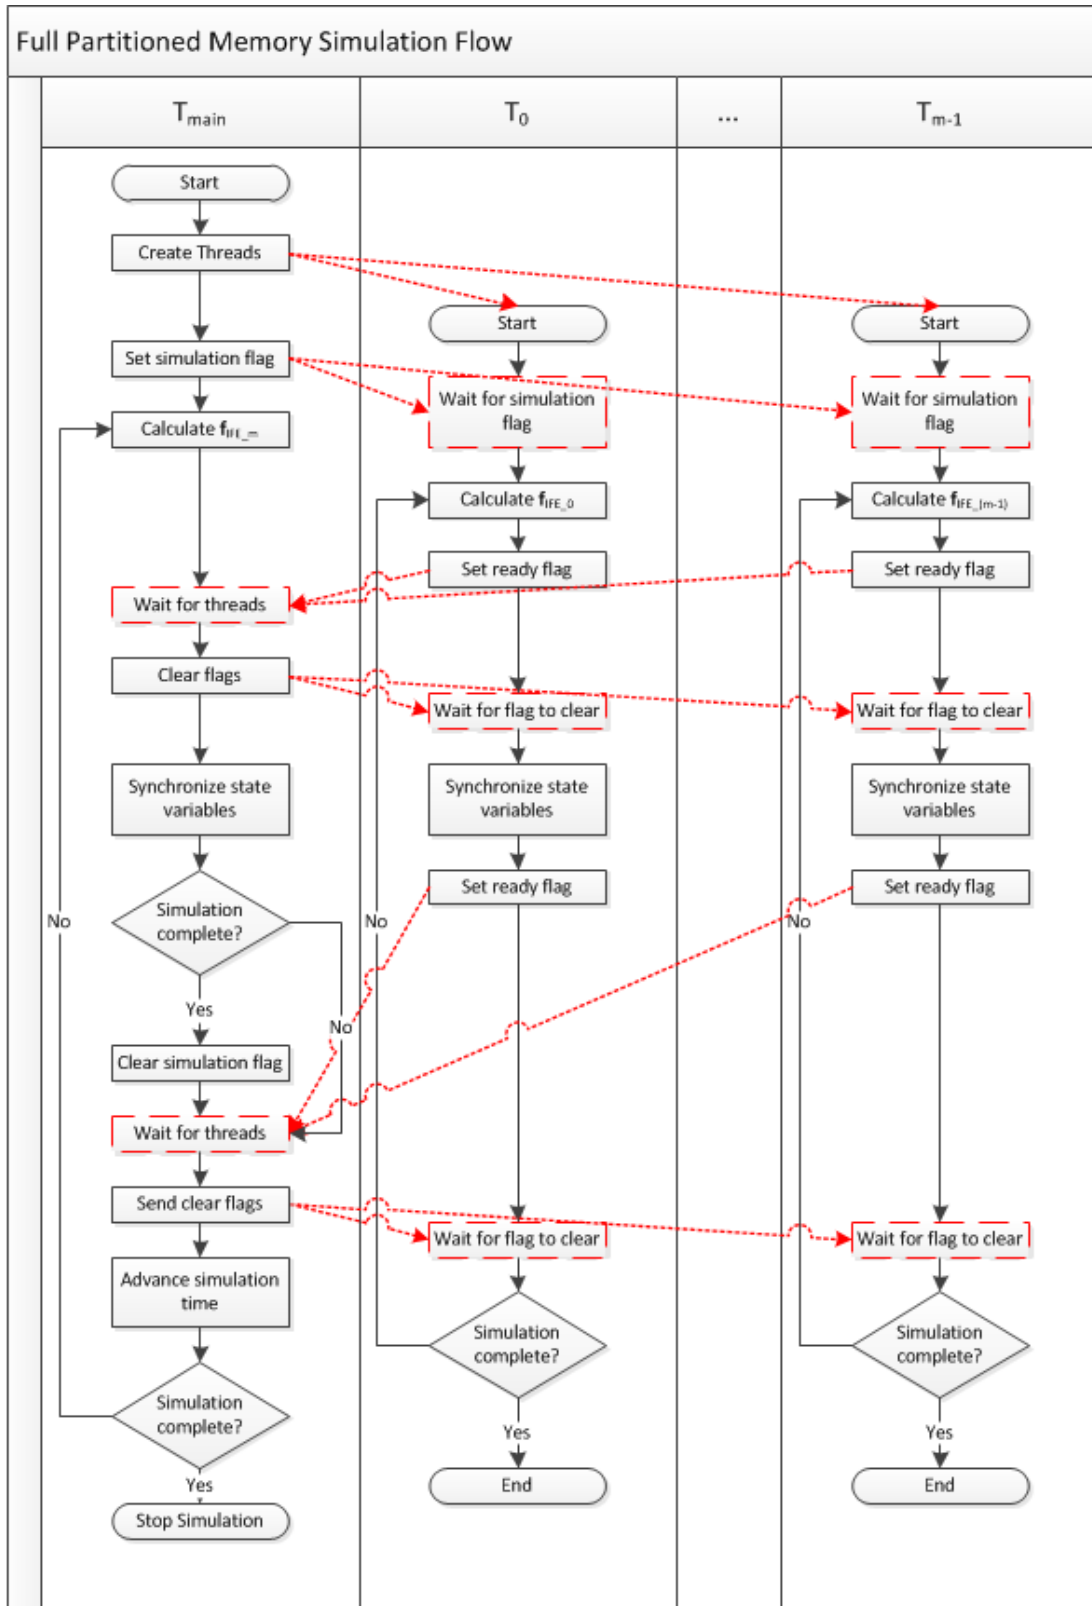 Full Partitioned Memory Simulation Flow
Tmain
T0
...
Tm-1
Start
Create Threads
Set simulation flag
Calculate fIFE_m
Wait for threads
Clear flags
Synchronize state
variables
Simulation
complete?
No
Yes
No
Clear simulation flag
Wait for threads
Send clear flags
Advance simulation
time
Simulation
complete?
Yes
Stop Simulation
Start
Wait for simulation
flag
Calculate fIFE_0
Set ready flag
Wait for flag to clear
Synchronize state
variables
Set ready flag
No
Wait for flag to clear
Simulation
complete?
Yes
End
Start
Wait for simulation
flag
Calculate fIFE_(m-1)
Set ready flag
Wait for flag to clear
Synchronize state
variables
Set ready flag
No
Wait for flag to clear
Simulation
complete?
Yes
End